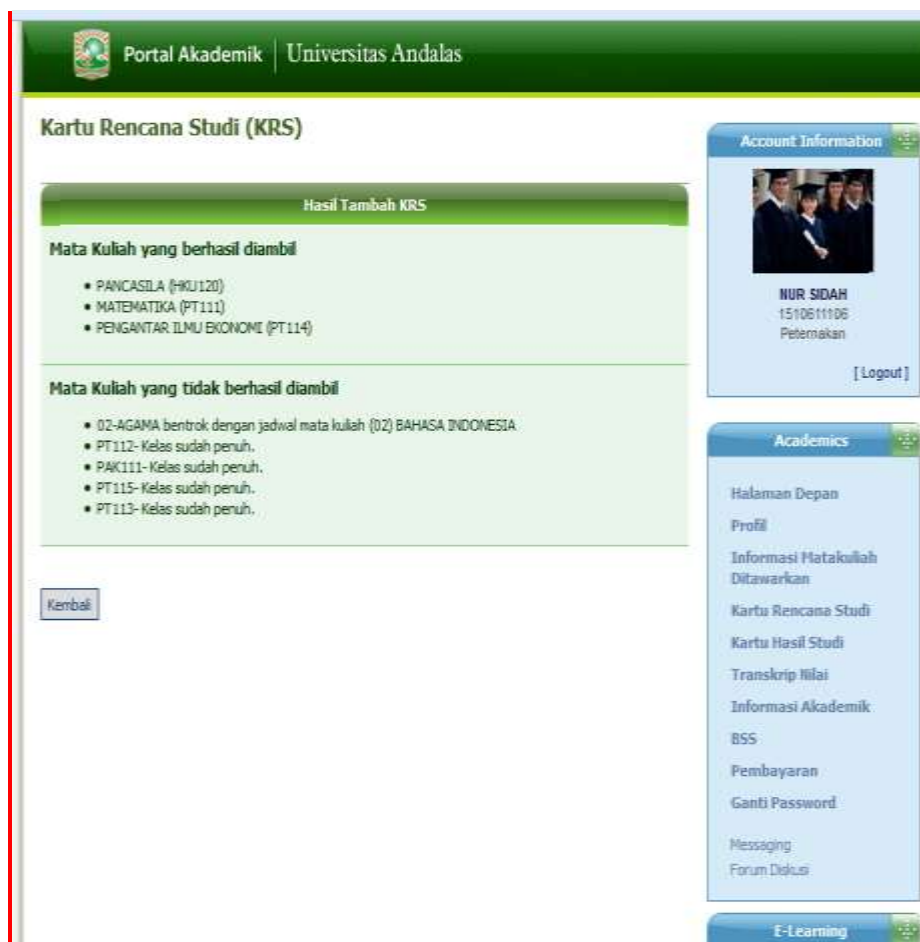 Portal Akademik | Universitas Andalas
Kartu Rencana Studi (KRS)
Hasil Tambah KRS
Mata Kuliah yang berhasil diambil
• PANCASILA (HKU120)
• MATEMATIKA (PT111)
• PENGANTAR ILMU EKONOMI (PT114)
Mata Kuliah yang tidak berhasil diambil
• 02-AGAMA bentrok dengan jadwal mata kuliah (02) BAHASA INDONESIA
• PT112- Kelas sudah penuh.
• PAK111- Kelas sudah penuh.
• PT115- Kelas sudah penuh.
• PT113- Kelas sudah penuh.
Kembali
Account Information
NUR SIDAH
1510611106
Peternakan
[ Logout ]
Academics
Halaman Depan
Profil
Informasi Matakuliah
Ditawarkan
Kartu Rencana Studi
Kartu Hasil Studi
Transkrip Nilai
Informasi Akademik
BSS
Pembayaran
Ganti Password
Messaging
Forum Diskusi
E-Learning